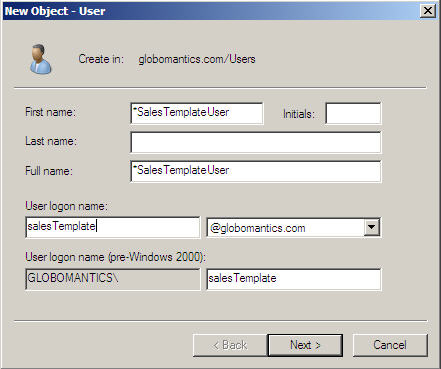 New Object - User
Create in: globomantics.com/Users
First name: *SalesTemplateUser Initials:
Last name:
Full name: *SalesTemplateUser
User logon name:
salesTemplate @globomantics.com
User logon name (pre-Windows 2000):
GLOBOMANTICS\ salesTemplate
< Back Next > Cancel